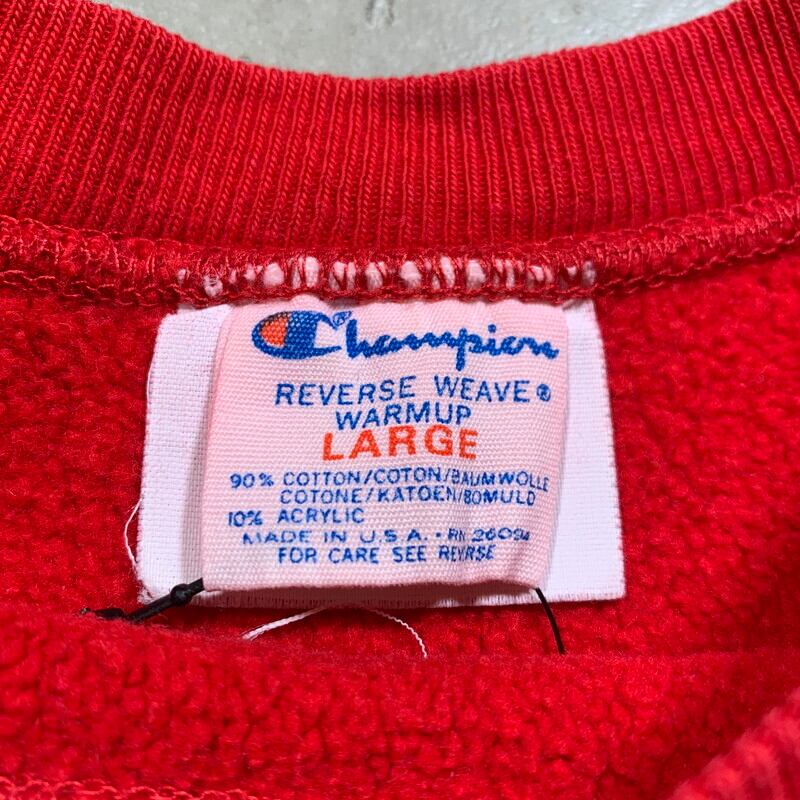 Champion®
REVERSE WEAVE®
WARMUP
LARGE
90% COTTON/COTON/BAUMWOLLE
COTONE/KATOEN/BOMULD
10% ACRYLIC
MADE IN U.S.A. · RN 26094
FOR CARE SEE REVERSE